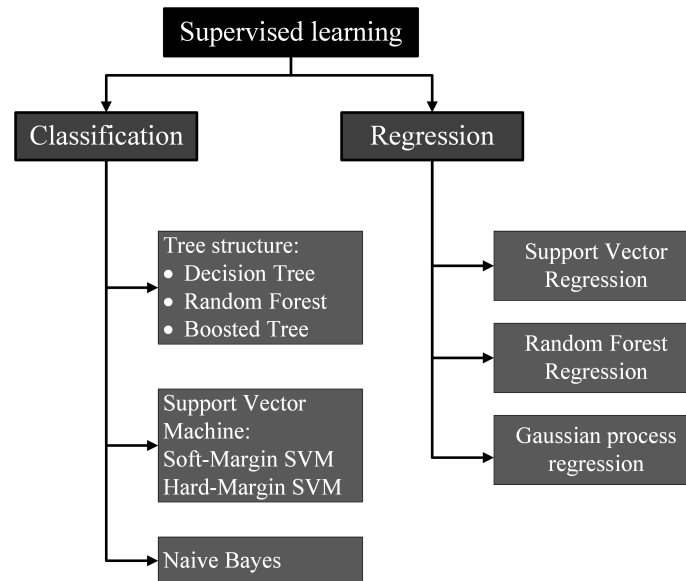 Supervised learning
Classification
Regression
Tree structure:
• Decision Tree
• Random Forest
• Boosted Tree
Support Vector
Machine:
Soft-Margin SVM
Hard-Margin SVM
Naive Bayes
Support Vector
Regression
Random Forest
Regression
Gaussian process
regression